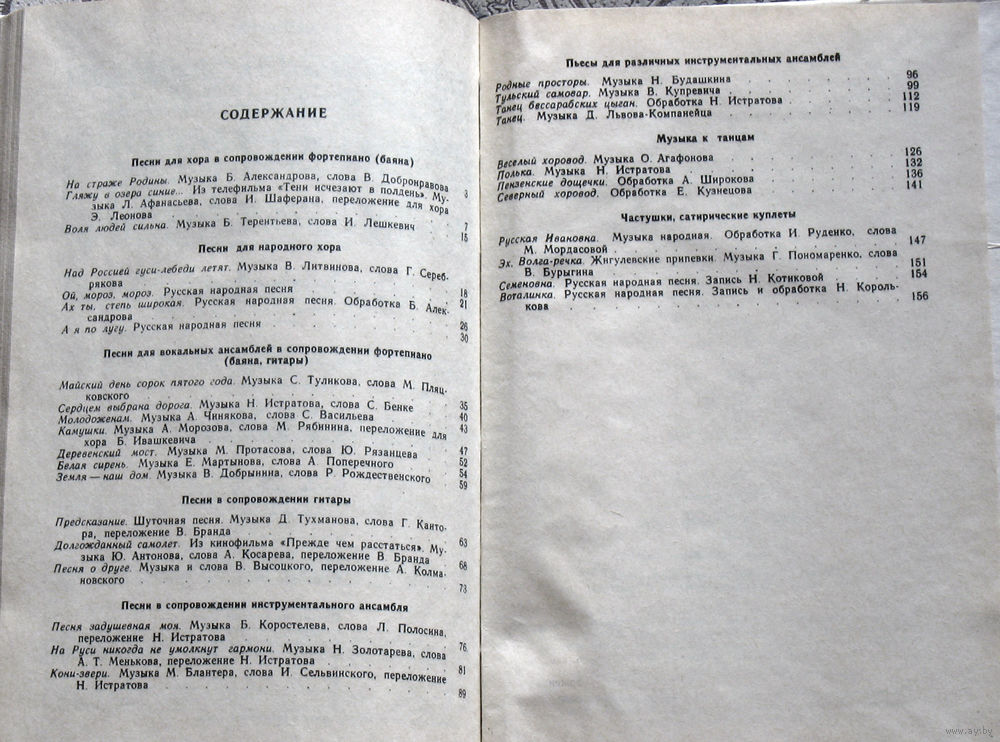 СОДЕРЖАНИЕ
Песни для хора в сопровождении фортепиано (баяна)
На страже Родины. Музыка Б. Александрова, слова В. Добронравова 3
Гляжу в озера синие... Из телефильма «Тени исчезают в полдень». Му-
зыка Л. Афанасьева, слова И. Шаферана, переложение для хора
Э. Леонова 7
Воля людей сильна. Музыка Б. Терентьева, слова И. Лешкевич 15
Песни для народного хора
Над Россией гуси-лебеди летят. Музыка В. Литвинова, слова Г. Сереб-
рякова 18
Ой, мороз, мороз. Русская народная песня 21
Ах ты, степь широкая. Русская народная песня. Обработка Б. Алек-
сандрова 26
А я по лугу. Русская народная песня 30
Песни для вокальных ансамблей в сопровождении фортепиано
(баяна, гитары)
Майский день сорок пятого года. Музыка С. Туликова, слова М. Пляц-
ковского 35
Сердцем выбрана дорога. Музыка Н. Истратова, слова С. Бенке 40
Молодоженам. Музыка А. Чинякова, слова С. Васильева 43
Камушки. Музыка А. Морозова, слова М. Рябинина, переложение для
хора Б. Ивашкевича 47
Деревенский мост. Музыка М. Протасова, слова Ю. Рязанцева 52
Белая сирень. Музыка Е. Мартынова, слова А. Поперечного 54
Земля — наш дом. Музыка В. Добрынина, слова Р. Рождественского 59
Песни в сопровождении гитары
Предсказание. Шуточная песня. Музыка Д. Тухманова, слова Г. Канто-
ра, переложение В. Бранда 63
Долгожданный самолет. Из кинофильма «Прежде чем расстаться». Му-
зыка Ю. Антонова, слова А. Косарева, переложение В. Бранда 68
Песня о друге. Музыка и слова В. Высоцкого, переложение А. Колма-
новского 73
Песни в сопровождении инструментального ансамбля
Песня задушевная моя. Музыка Б. Коростелева, слова Л. Полосина,
переложение Н. Истратова 76
На Руси никогда не умолкнут гармони. Музыка Н. Золотарева, слова
А. Т. Менькова, переложение Н. Истратова 81
Кони-звери. Музыка М. Блантера, слова И. Сельвинского, переложение
Н. Истратова 89
Пьесы для различных инструментальных ансамблей
Родные просторы. Музыка Н. Будашкина 96
Тульский самовар. Музыка В. Купревича 99
Танец бессарабских цыган. Обработка Н. Истратова 112
Танец. Музыка Д. Львова-Компанейца 119
Музыка к танцам
Веселый хоровод. Музыка О. Агафонова 126
Полька. Музыка Н. Истратова 132
Пензенские дощечки. Обработка А. Широкова 136
Северный хоровод. Обработка Е. Кузнецова 141
Частушки, сатирические куплеты
Русская Ивановна. Музыка народная. Обработка И. Руденко, слова
М. Мордасовой 147
Эх, Волга-речка. Жигулевские припевки. Музыка Г. Пономаренко, слова
В. Бурыгина 151
Семеновна. Русская народная песня. Запись Н. Котиковой 154
Воталинка. Русская народная песня. Запись и обработка Н. Король-
кова 156
www.ay.by